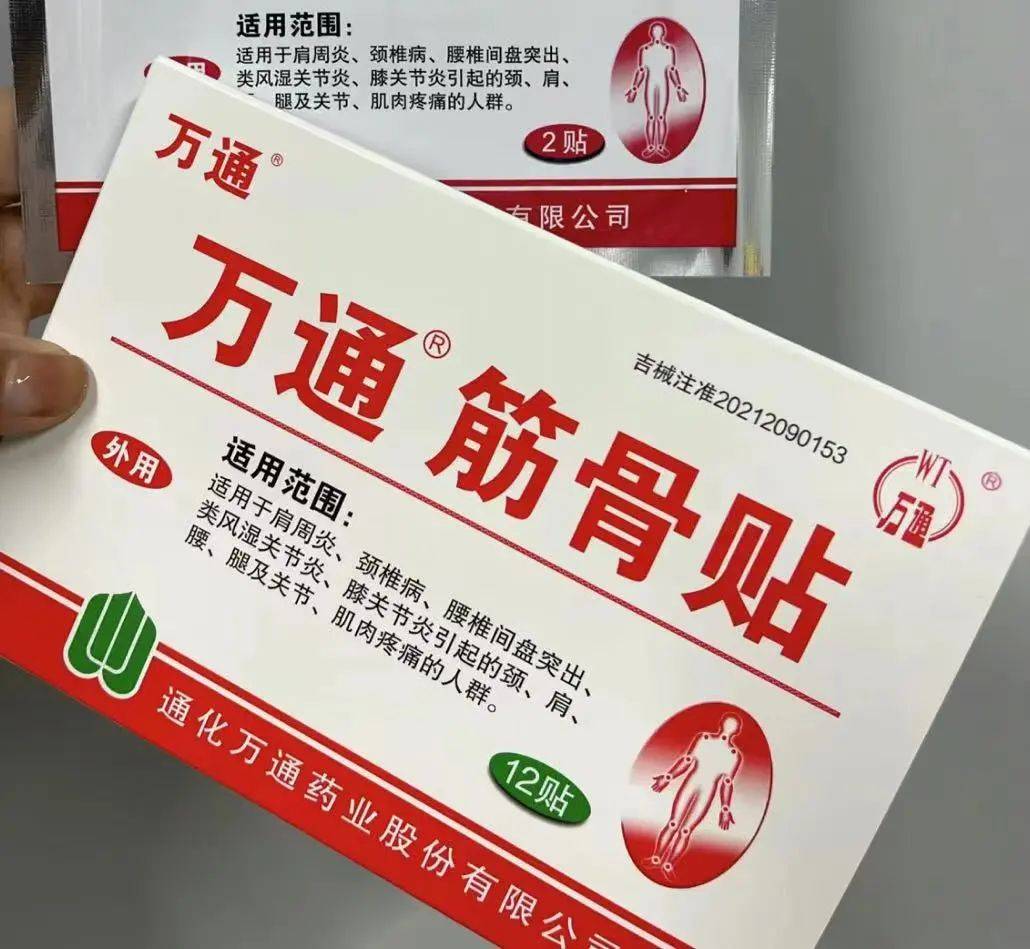 适用范围：
适用于肩周炎、颈椎病、腰椎间盘突出、
类风湿关节炎、膝关节炎引起的颈、肩、
腿及关节、肌肉疼痛的人群。
用
2贴
有限公司
万通®
万通®筋骨贴
吉械注准20212090153
WT
万通
®
外用
适用范围：
适用于肩周炎、颈椎病、腰椎间盘突出、
类风湿关节炎、膝关节炎引起的颈、肩、
腰、腿及关节、肌肉疼痛的人群。
12贴
通化万通药业股份有限公司